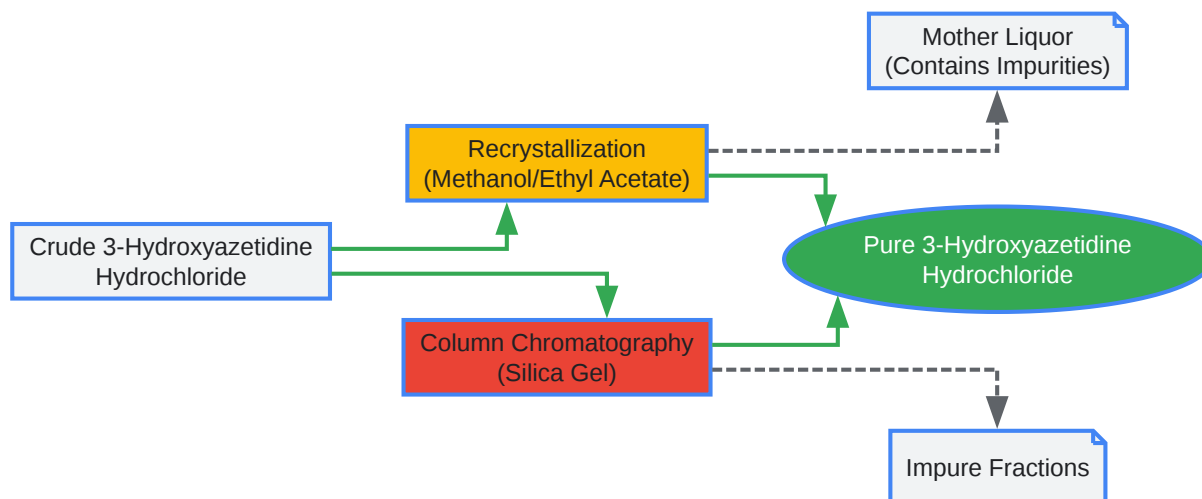 Mother Liquor
(Contains Impurities)
Recrystallization
(Methanol/Ethyl Acetate)
Crude 3-Hydroxyazetidine
Hydrochloride
Pure 3-Hydroxyazetidine
Hydrochloride
Column Chromatography
(Silica Gel)
Impure Fractions